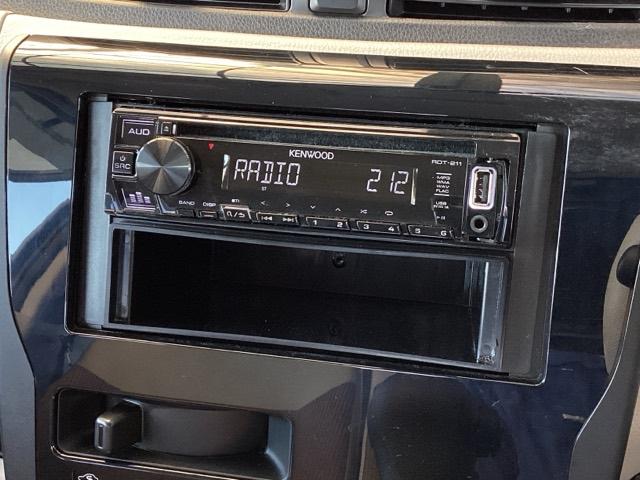 AUD
KENWOOD
RDT-211
SRC
RADIO 212
ST
MP3
WMA
WAV
FLAC
USB
BAND DISP
1 2 3 4 5 6